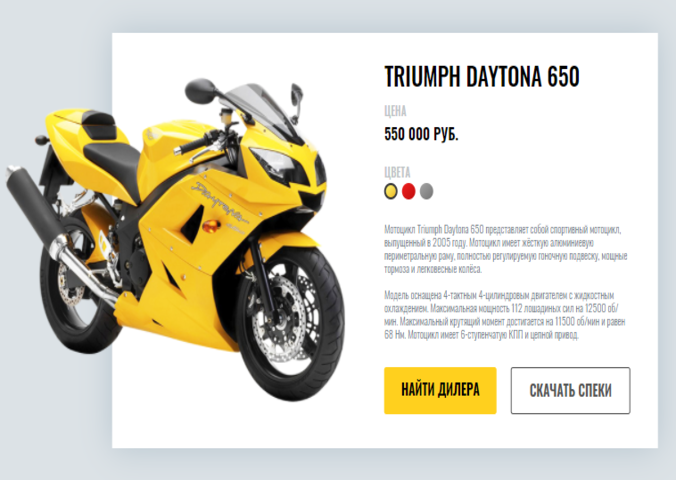 TRIUMPH DAYTONA 650
ЦЕНА
550 000 РУБ.
ЦВЕТА
Мотоцикл Triumph Daytona 650 представляет собой спортивный мотоцикл,
выпущенный в 2005 году. Мотоцикл имеет жёсткую алюминиевую
периметральную раму, полностью регулируемую гоночную подвеску, мощные
тормоза и легковесные колёса.
Модель оснащена 4-тактным 4-цилиндровым двигателем с жидкостным
охлаждением. Максимальная мощность 112 лошадиных сил на 12500 об/
мин. Максимальный крутящий момент достигается на 11500 об/мин и равен
68 Нм. Мотоцикл имеет 6-ступенчатую КПП и цепной привод.
НАЙТИ ДИЛЕРА
СКАЧАТЬ СПЕКИ
Daytona